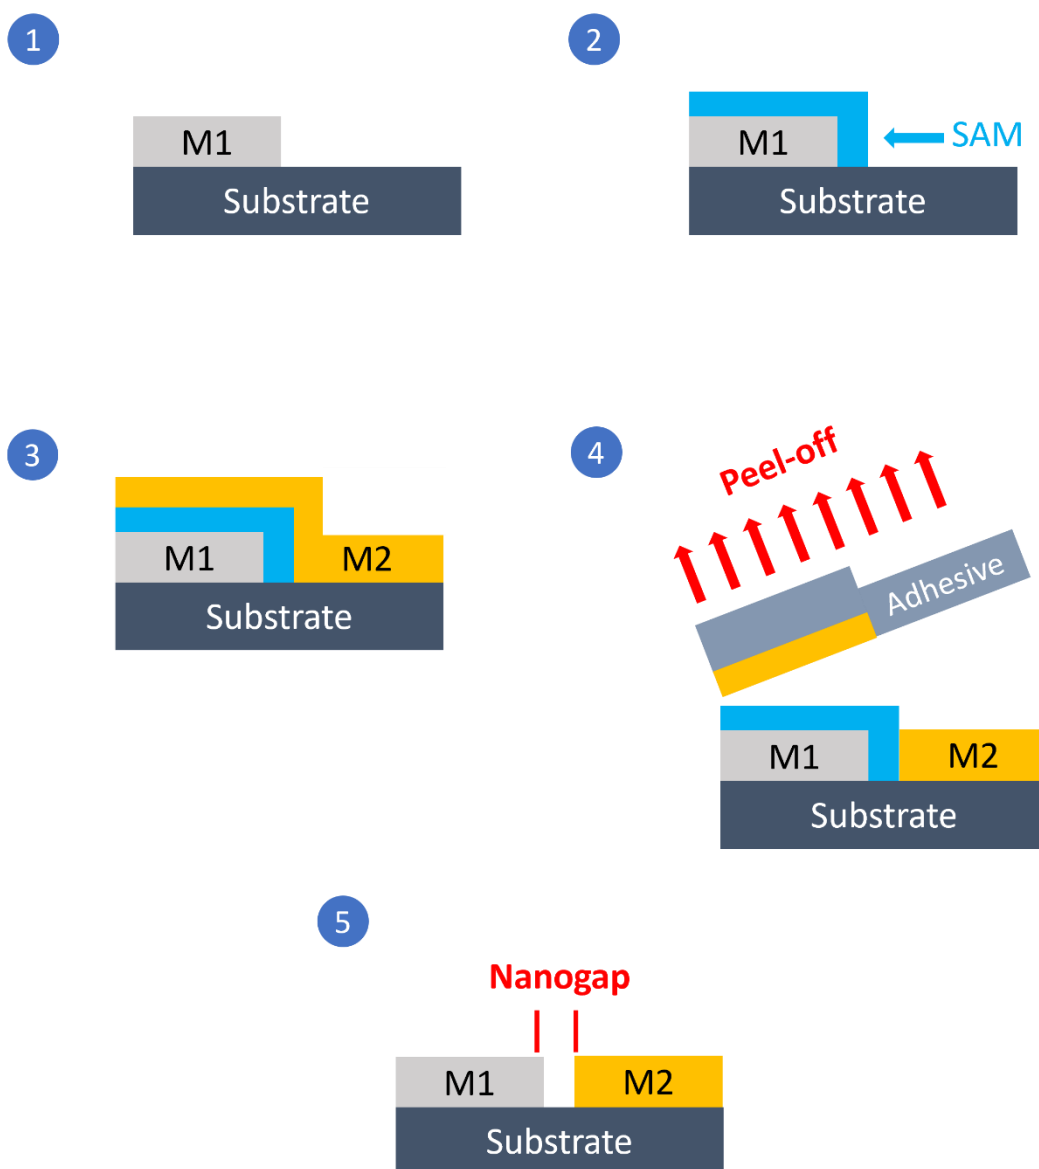 1
M1
Substrate
2
SAM
M1
Substrate
3
M1
M2
Substrate
4
Peel-off
Adhesive
M1
M2
Substrate
5
Nanogap
M1
M2
Substrate